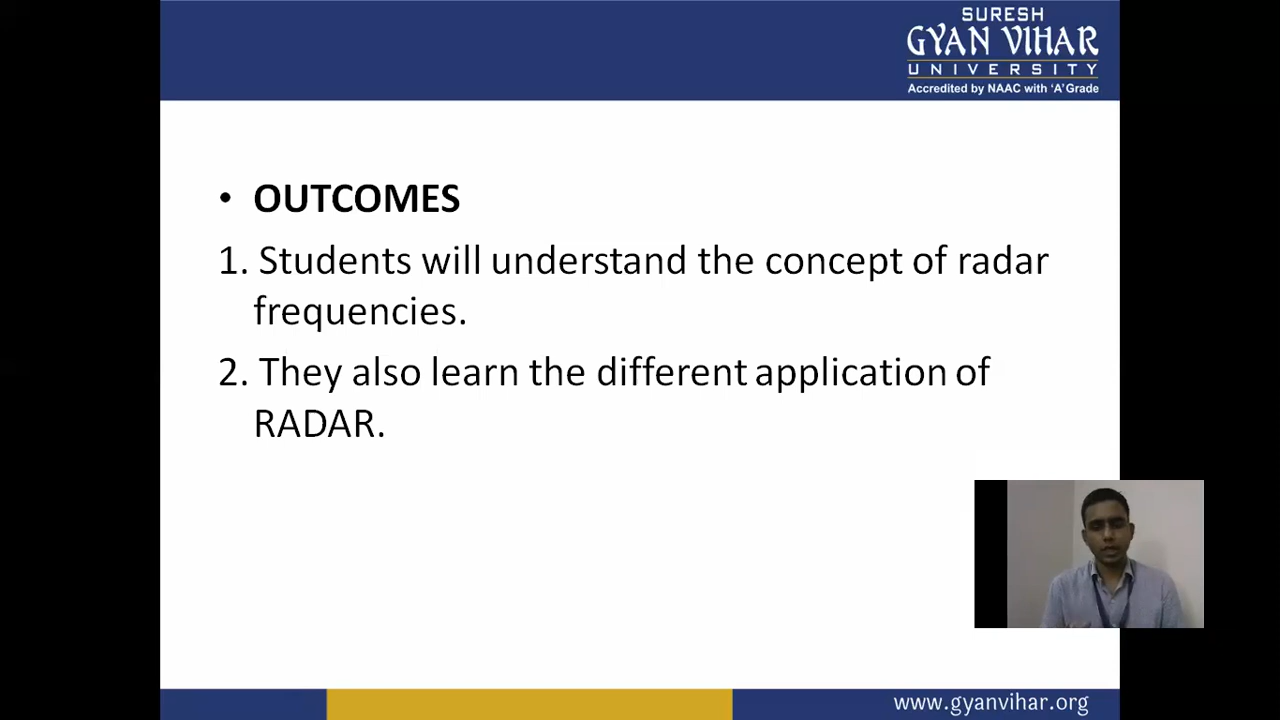 SURESH
GYAN VIHAR
UNIVERSITY
Accredited by NAAC with 'A' Grade
• OUTCOMES
1. Students will understand the concept of radar
frequencies.
2. They also learn the different application of
RADAR.
www.gyanvihar.org